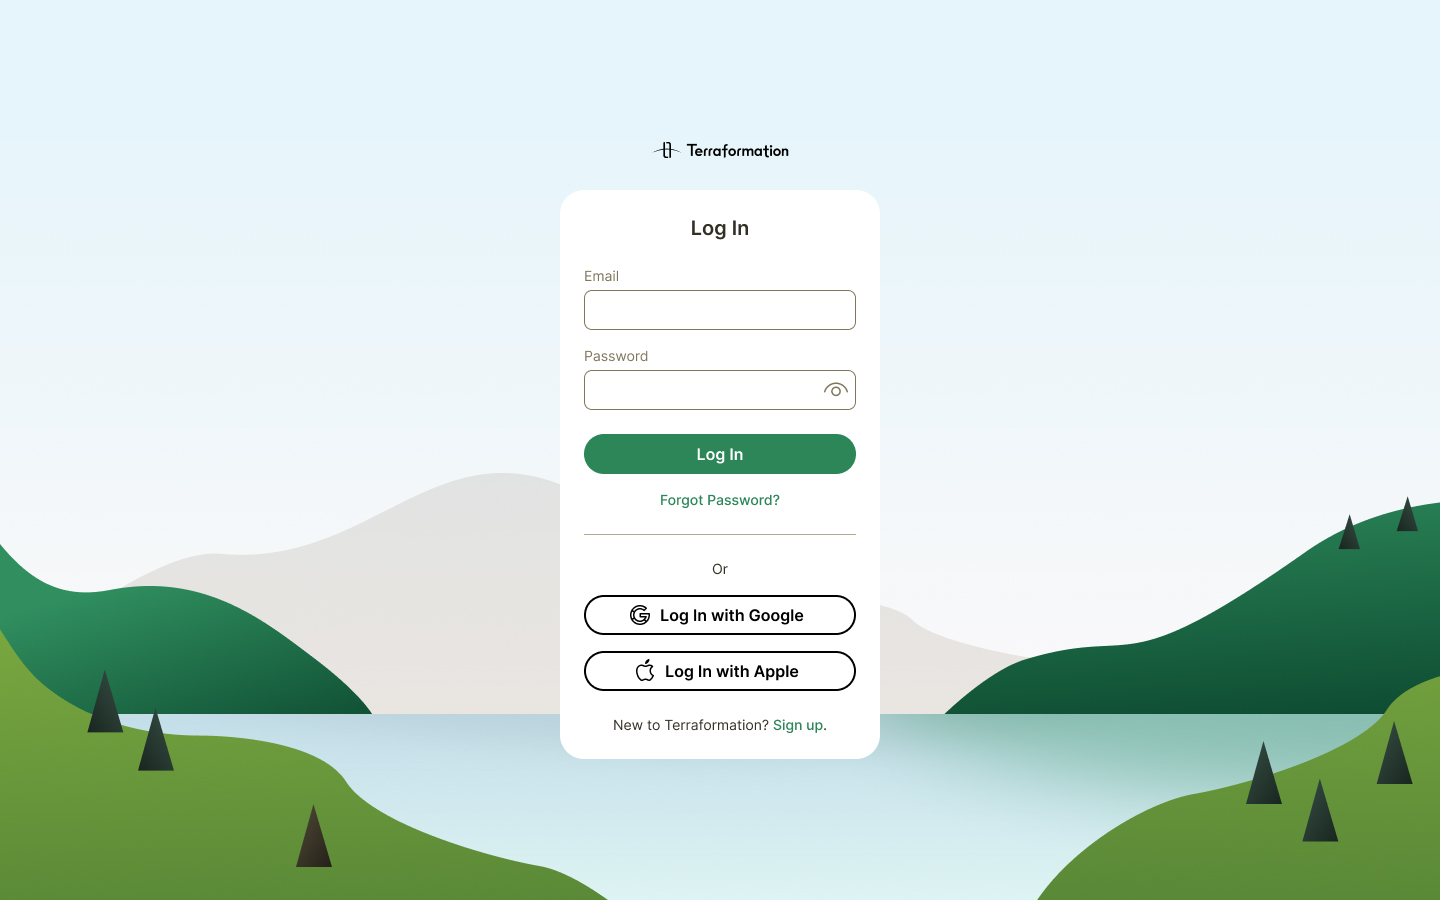 Terraformation
Log In
Email
Password
Log In
Forgot Password?
Or
Log In with Google
Log In with Apple
New to Terraformation? Sign up.